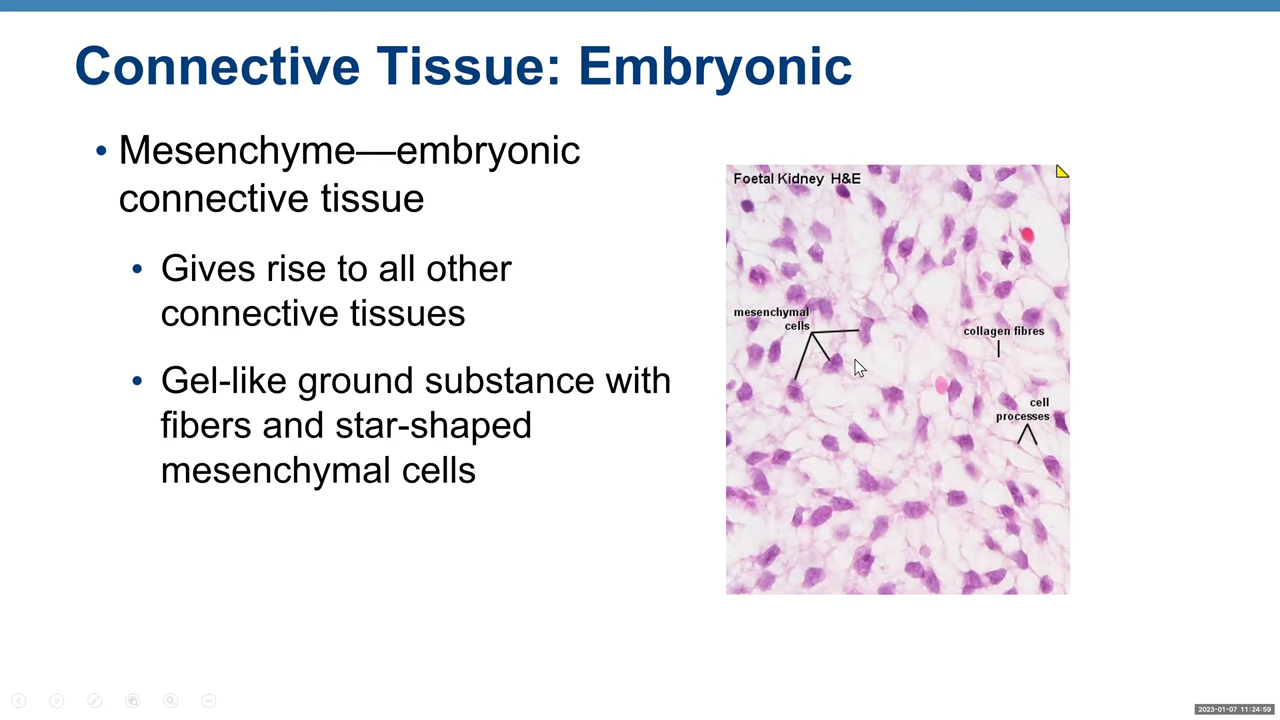 Connective Tissue: Embryonic
• Mesenchyme—embryonic
connective tissue
• Gives rise to all other
connective tissues
• Gel-like ground substance with
fibers and star-shaped
mesenchymal cells
Foetal Kidney H&E
mesenchymal
cells
collagen fibres
cell
processes
2023-01-07 11:24:59